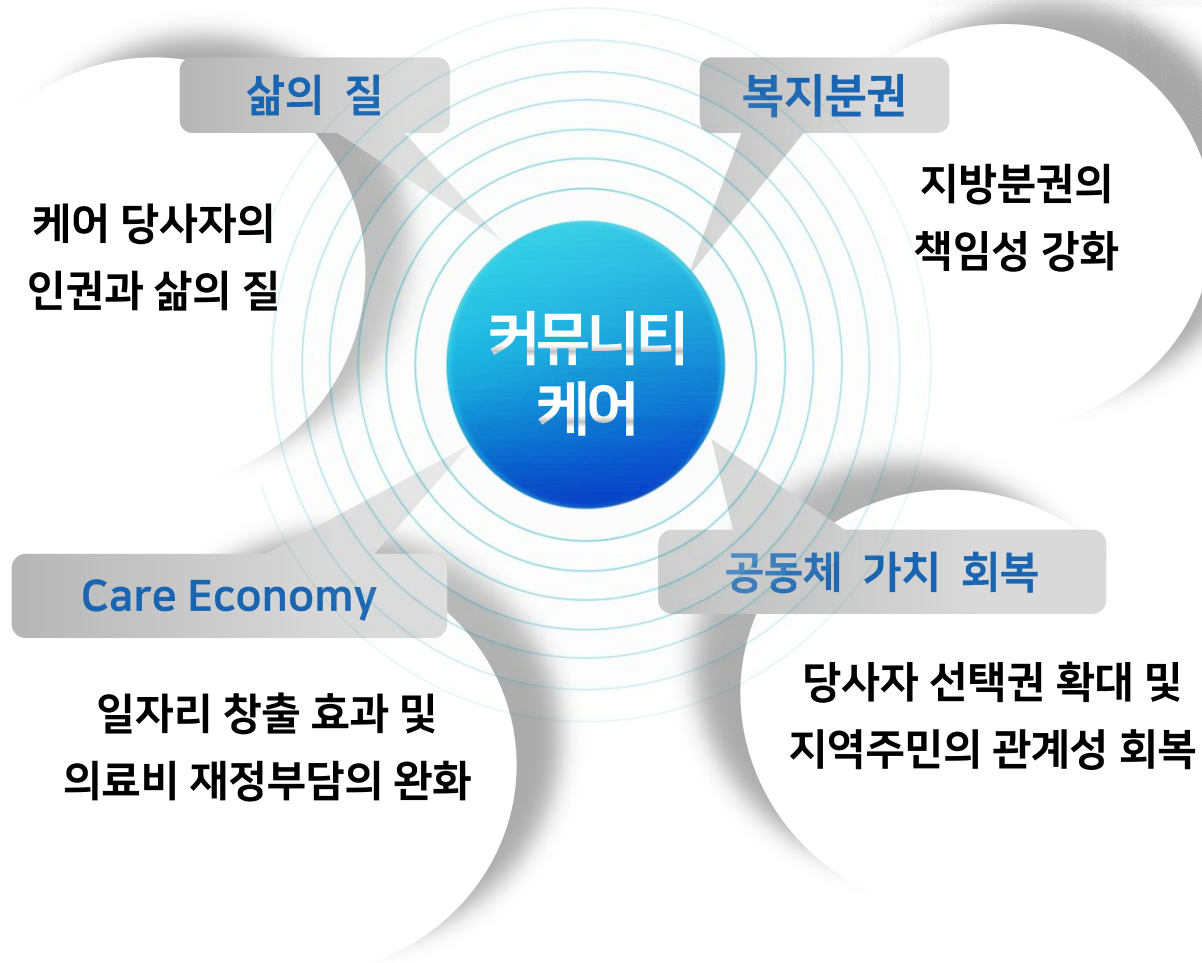 삶의 질
케어 당사자의
인권과 삶의 질
복지분권
지방분권의
책임성 강화
커뮤니티
케어
Care Economy
일자리 창출 효과 및
의료비 재정부담의 완화
공동체 가치 회복
당사자 선택권 확대 및
지역주민의 관계성 회복